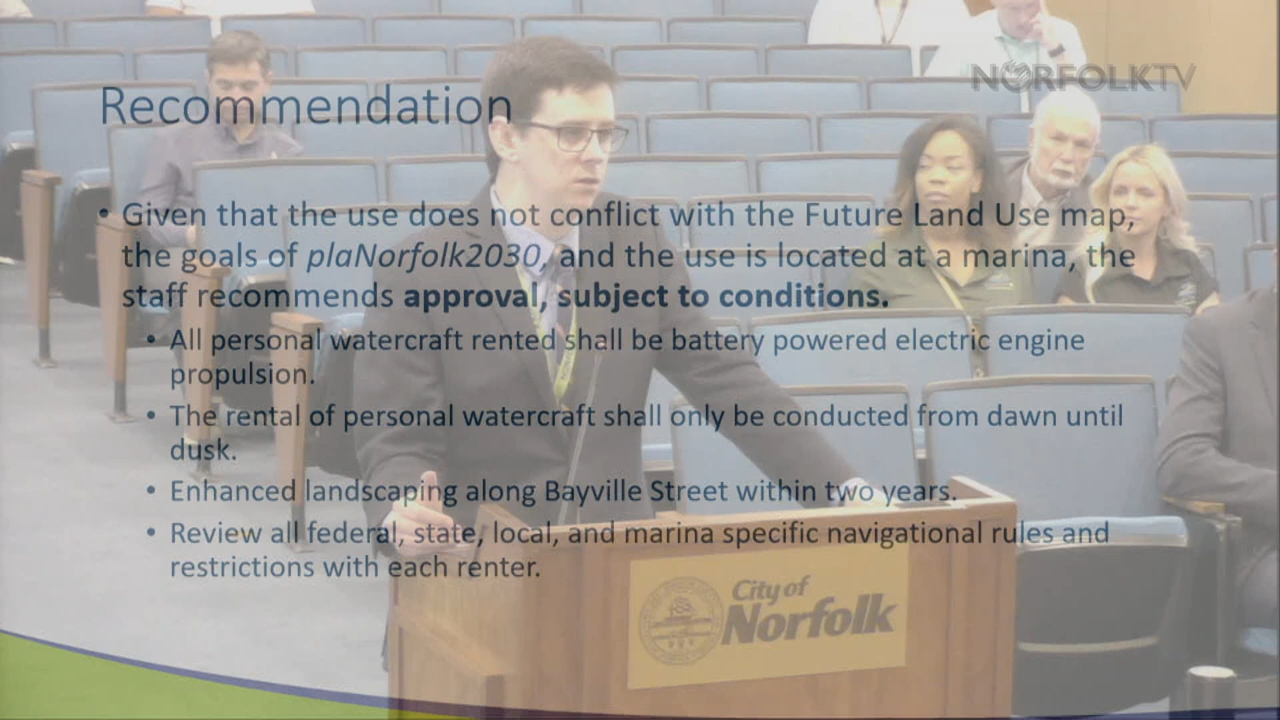 NORFOLKTV
Recommendation
• Given that the use does not conflict with the Future Land Use map,
the goals of plaNorfolk2030, and the use is located at a marina, the
staff recommends approval, subject to conditions.
• All personal watercraft rented shall be battery powered electric engine
propulsion.
• The rental of personal watercraft shall only be conducted from dawn until
dusk.
• Enhanced landscaping along Bayville Street within two years.
• Review all federal, state, local, and marina specific navigational rules and
restrictions with each renter.
City of
Norfolk